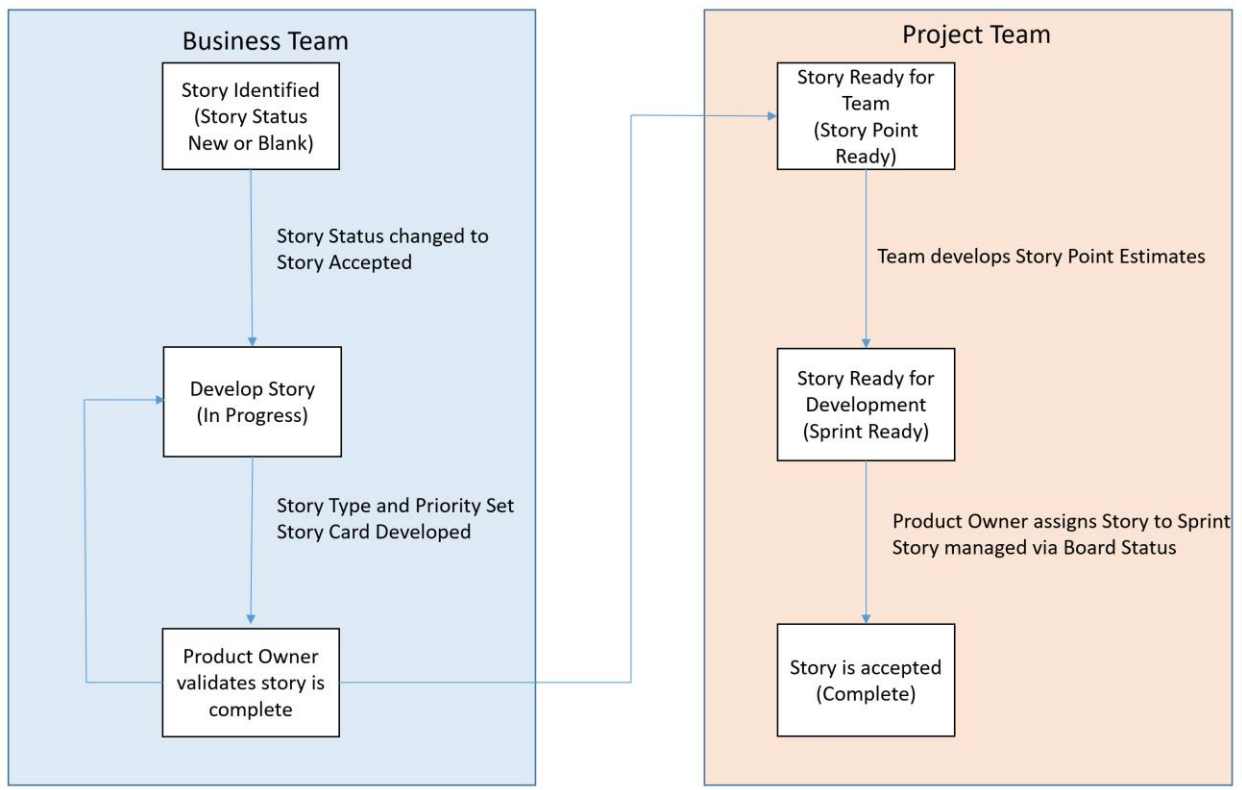 Business Team
Story Identified
(Story Status
New or Blank)
Story Status changed to
Story Accepted
Develop Story
(In Progress)
Story Type and Priority Set
Story Card Developed
Product Owner
validates story is
complete
Project Team
Story Ready for
Team
(Story Point
Ready)
Team develops Story Point Estimates
Story Ready for
Development
(Sprint Ready)
Product Owner assigns Story to Sprint
Story managed via Board Status
Story is accepted
(Complete)